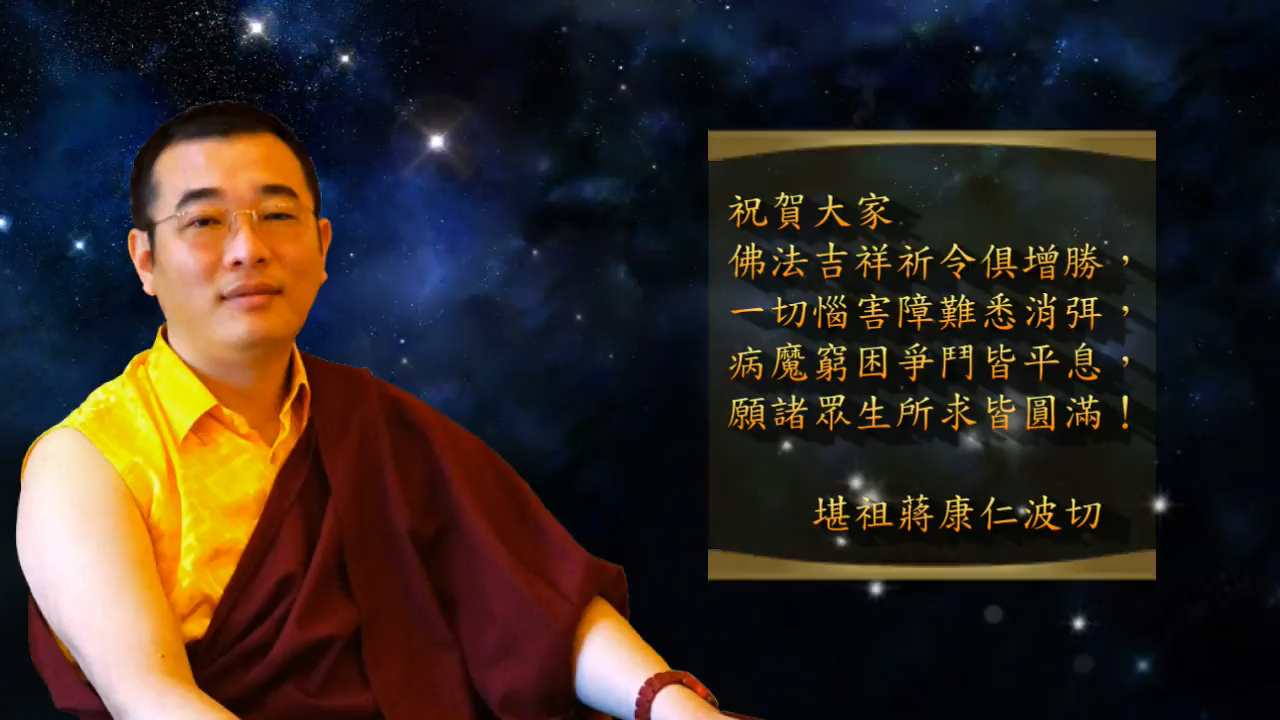 祝賀大家
佛法吉祥祈令俱增勝，
一切惱害障難悉消弭，
病魔窮困爭鬥皆平息，
願諸眾生所求皆圓滿！
堪祖蔣康仁波切